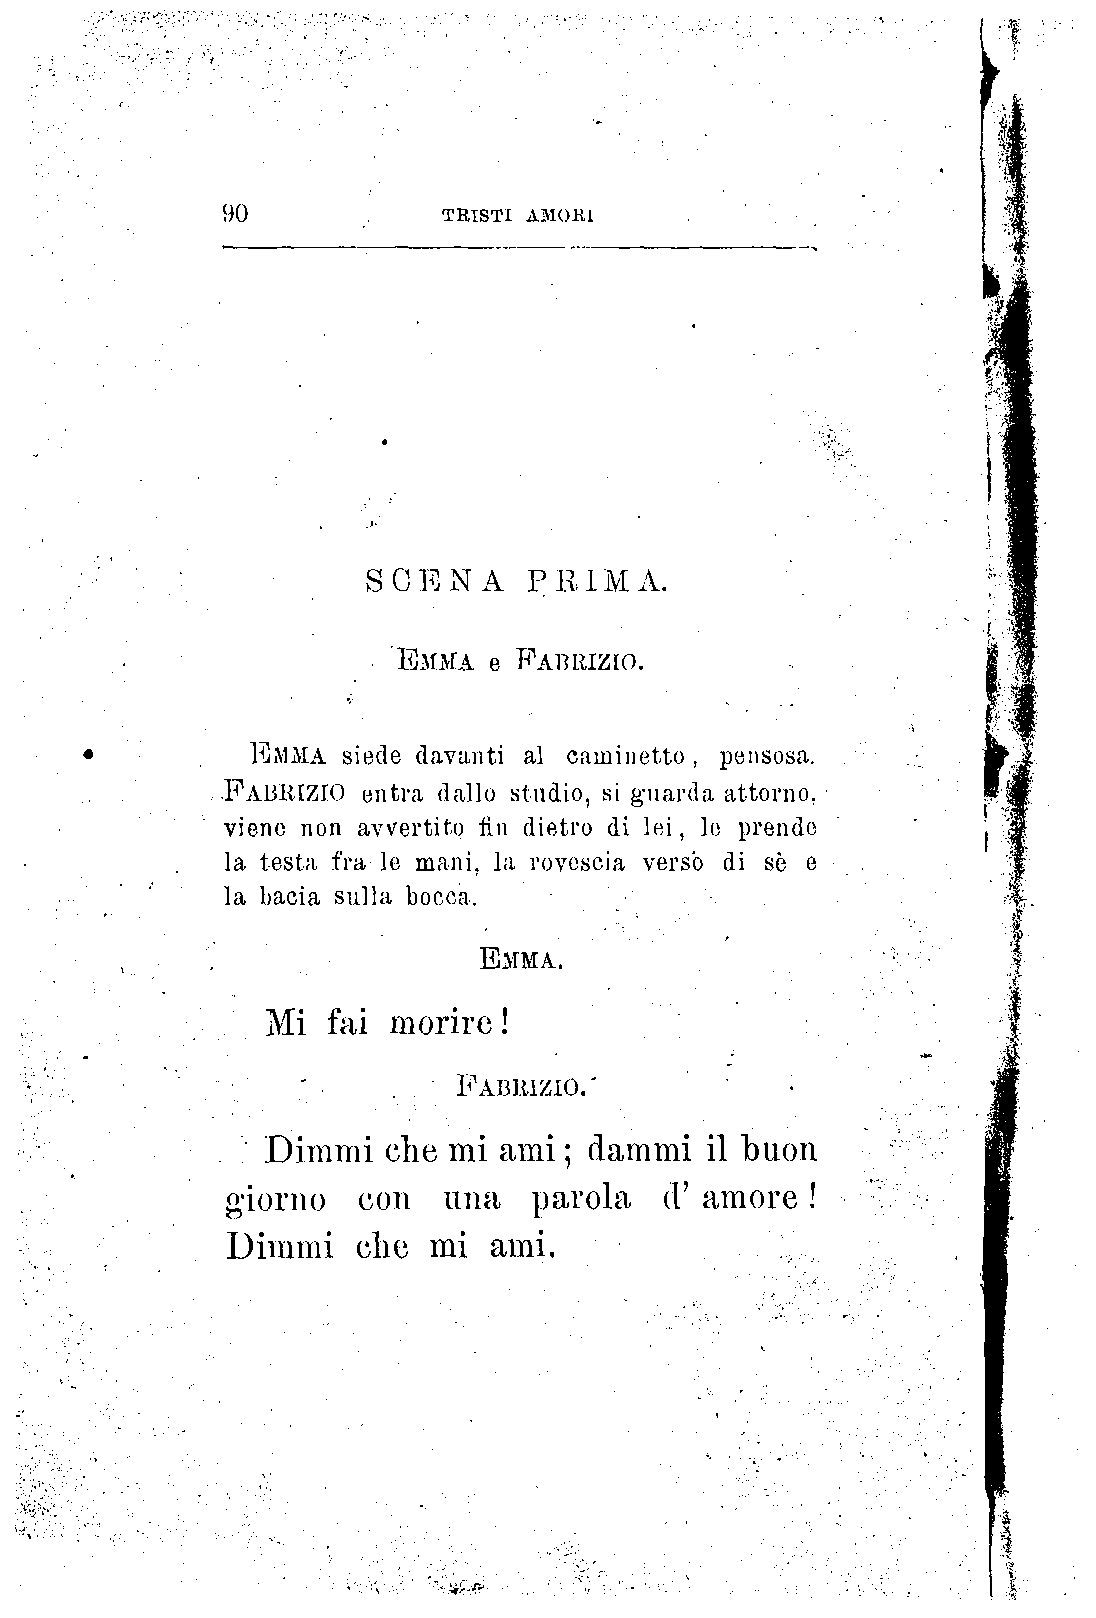 90 TRISTI AMORI
SCENA PRIMA.
EMMA e FABRIZIO.
EMMA siede davanti al caminetto, pensosa.
FABRIZIO entra dallo studio, si guarda attorno,
viene non avvertito fin dietro di lei, le prende
la testa fra le mani, la rovescia verso di sè e
la bacia sulla bocca.
EMMA.
Mi fai morire!
FABRIZIO.
Dimmi che mi ami; dammi il buon
giorno con una parola d' amore!
Dimmi che mi ami.